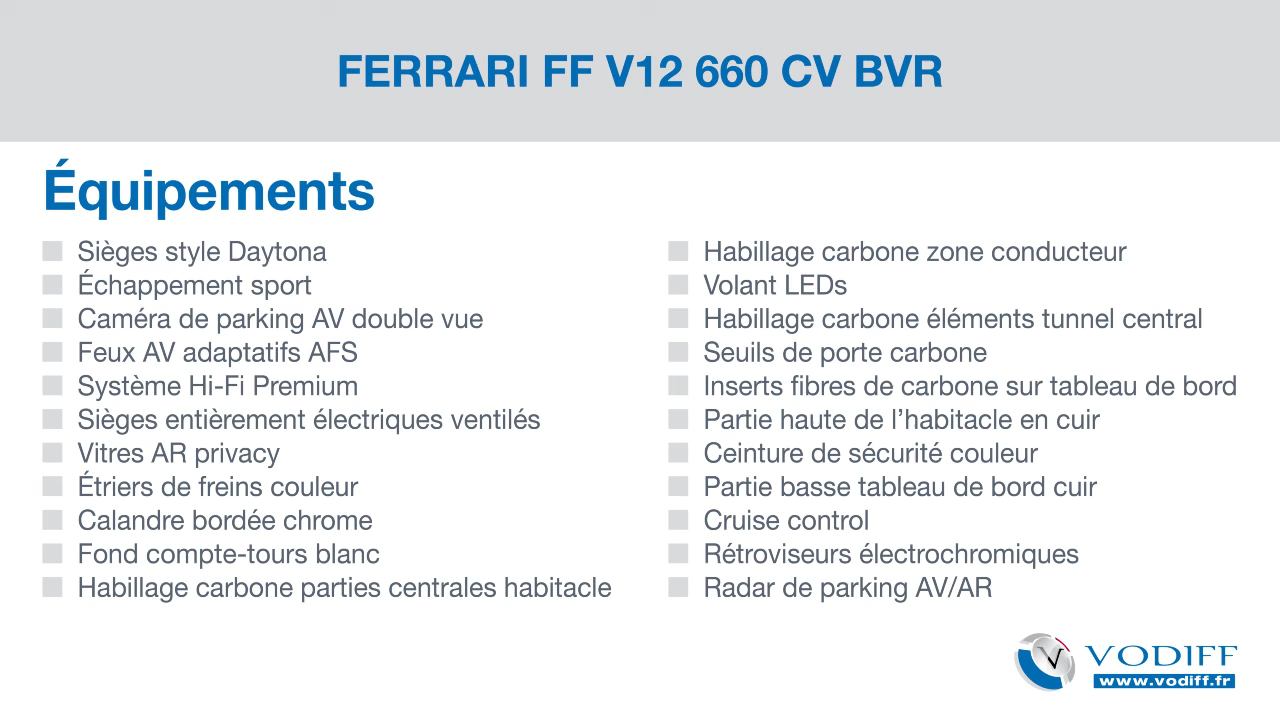 FERRARI FF V12 660 CV BVR
Équipements
Sièges style Daytona
Échappement sport
Caméra de parking AV double vue
Feux AV adaptatifs AFS
Système Hi-Fi Premium
Sièges entièrement électriques ventilés
Vitres AR privacy
Étriers de freins couleur
Calandre bordée chrome
Fond compte-tours blanc
Habillage carbone parties centrales habitacle
Habillage carbone zone conducteur
Volant LEDs
Habillage carbone éléments tunnel central
Seuils de porte carbone
Inserts fibres de carbone sur tableau de bord
Partie haute de l’habitacle en cuir
Ceinture de sécurité couleur
Partie basse tableau de bord cuir
Cruise control
Rétroviseurs électrochromiques
Radar de parking AV/AR
V VODIFF
www.vodiff.fr